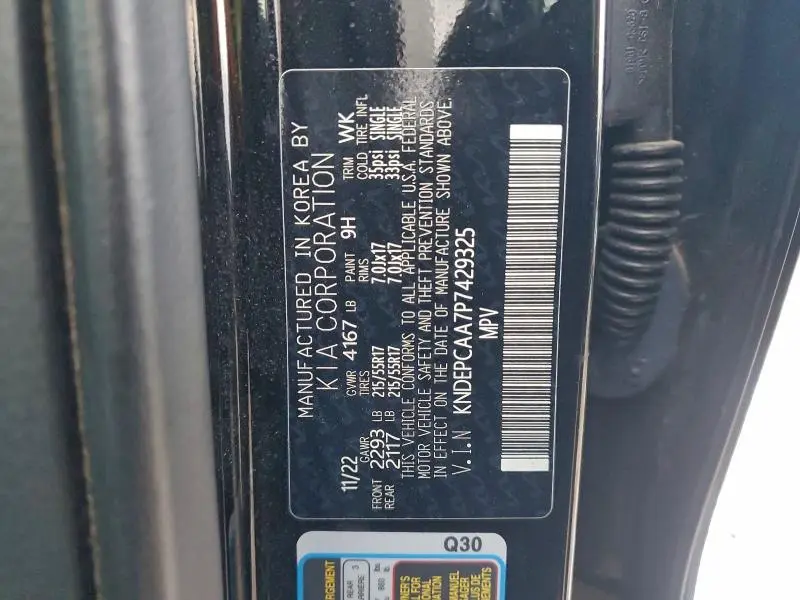 MANUFACTURED IN KOREA BY
KIA CORPORATION
11/22 GVWR 4167 LB PAINT 9H TRIM WK
GAWR TIRES RIMS COLD TIRE INFL
FRONT 2293 LB 215/55R17 7.0Jx17 35psi SINGLE
REAR 2117 LB 215/55R17 7.0Jx17 33psi SINGLE
THIS VEHICLE CONFORMS TO ALL APPLICABLE U.S.A. FEDERAL
MOTOR VEHICLE SAFETY AND THEFT PREVENTION STANDARDS
IN EFFECT ON THE DATE OF MANUFACTURE SHOWN ABOVE.
V.I.N KNDEPCAA7P7429325
MPV
Q30
REAR 3